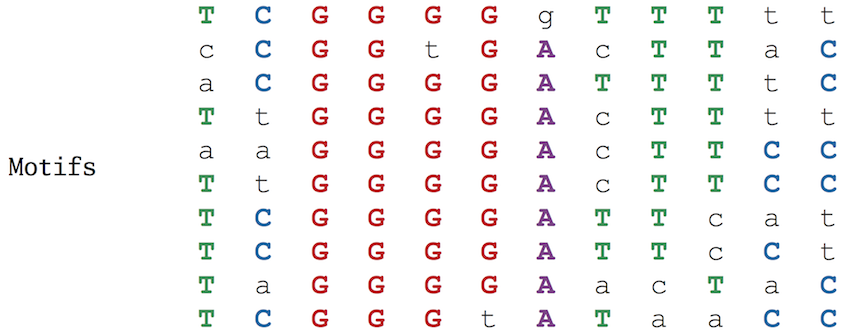 T C G G G G g T T T t t
c C G G t G A c T T a C
a C G G G G A T T T t C
T t G G G G A c T T t t
Motifs
a a G G G G A c T T C C
T t G G G G A c T T C C
T C G G G G A T T c a t
T C G G G G A T T c C t
T a G G G G A a c T a C
T C G G G t A T a a C C